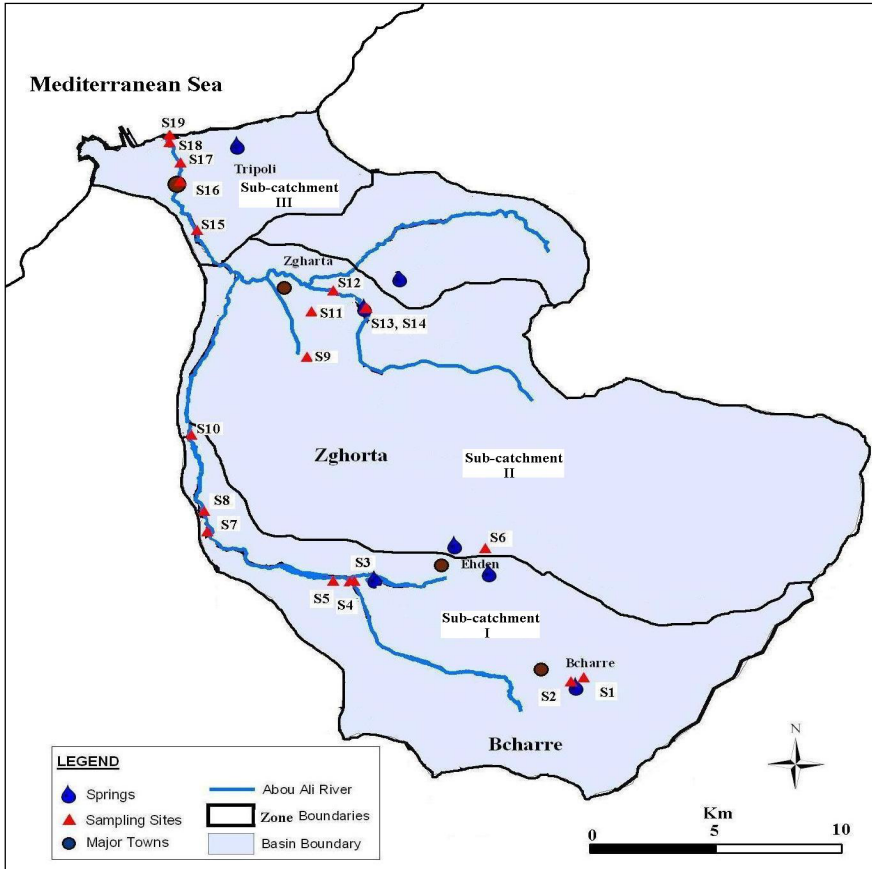 Mediterranean Sea
S19
S18
S17
Tripoli
S16
Sub-catchment
III
S15
Zgharta
S12
S11
S13, S14
S9
S10
Zghorta
Sub-catchment
II
S8
S7
S6
S3
Ehden
S5
S4
Sub-catchment
I
Bcharre
S2
S1
Bcharre
N
LEGEND
Springs
Abou Ali River
Sampling Sites
Zone Boundaries
Major Towns
Basin Boundary
Km
0
5
10